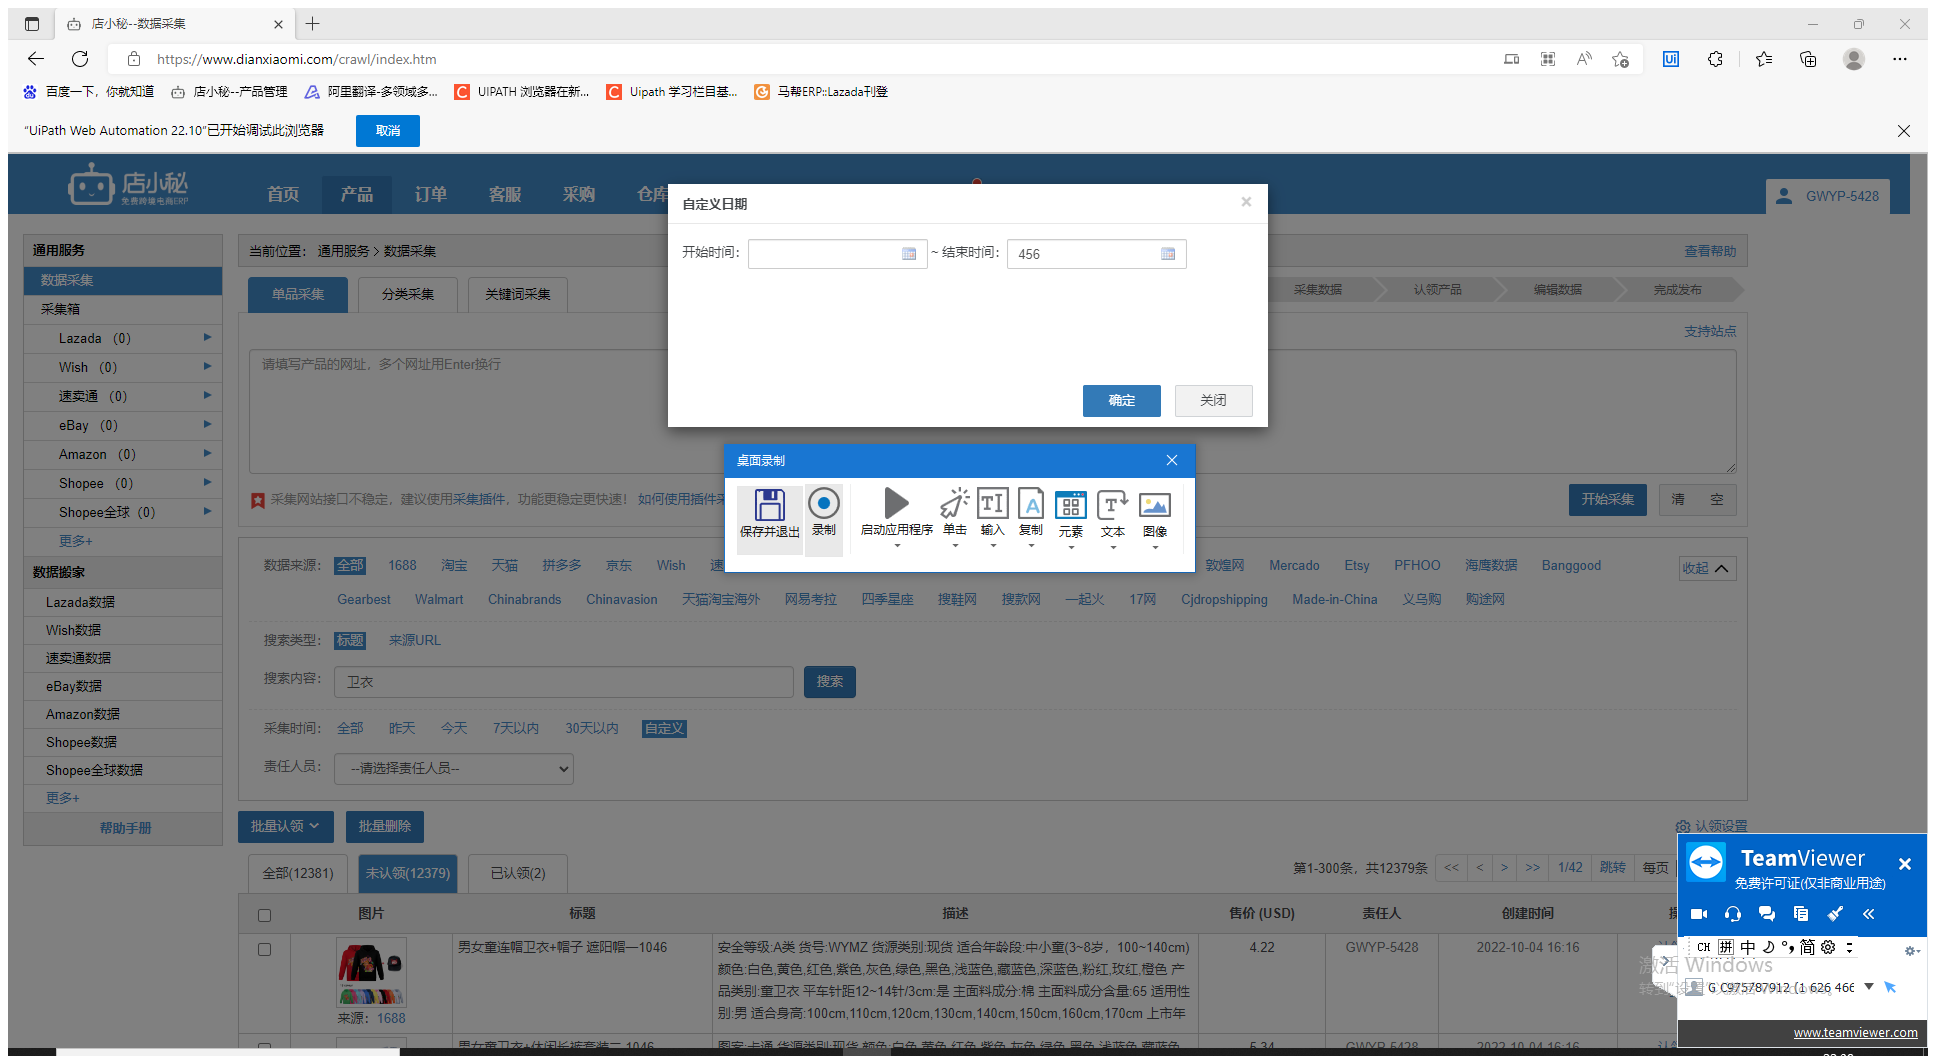 店小秘--数据采集
https://www.dianxiaomi.com/crawl/index.htm
百度一下，你就知道 店小秘--产品管理 阿里翻译-多领域多... UIPATH 浏览器在新... Uipath 学习栏目基... 马帮ERP::Lazada刊登
“UiPath Web Automation 22.10”已开始调试此浏览器 取消
店小秘 免费跨境电商ERP
首页 产品 订单 客服 采购 仓库
GWYP-5428
自定义日期
开始时间： ~ 结束时间： 456
确定 关闭
通用服务
数据采集
采集箱
Lazada (0)
Wish (0)
速卖通 (0)
eBay (0)
Amazon (0)
Shopee (0)
Shopee全球 (0)
更多+
数据搬家
Lazada数据
Wish数据
速卖通数据
eBay数据
Amazon数据
Shopee数据
Shopee全球数据
更多+
帮助手册
当前位置： 通用服务 > 数据采集 查看帮助
单品采集 分类采集 关键词采集 采集数据 认领产品 编辑数据 完成发布
支持站点
请填写产品的网址，多个网址用Enter换行
采集网站接口不稳定，建议使用采集插件，功能更稳定更快速！ 如何使用插件
开始采集 清 空
桌面录制
保存并退出 录制 启动应用程序 单击 输入 复制 元素 文本 图像
数据来源： 全部 1688 淘宝 天猫 拼多多 京东 Wish 敦煌网 Mercado Etsy PFHOO 海鹰数据 Banggood 收起
Gearbest Walmart Chinabrands Chinavasion 天猫淘宝海外 网易考拉 四季星座 搜鞋网 搜款网 一起火 17网 Cjdropshipping Made-in-China 义乌购 购途网
搜索类型： 标题 来源URL
搜索内容： 卫衣 搜索
采集时间： 全部 昨天 今天 7天以内 30天以内 自定义
责任人员： --请选择责任人员--
批量认领 批量删除 认领设置
全部(12381) 未认领(12379) 已认领(2) 第1-300条，共12379条 << < > >> 1/42 跳转 每页
图片 标题 描述 售价 (USD) 责任人 创建时间
男女童连帽卫衣+帽子 遮阳帽—1046
安全等级:A类 货号:WYMZ 货源类别:现货 适合年龄段:中小童(3~8岁，100~140cm)
颜色:白色,黄色,红色,紫色,灰色,绿色,黑色,浅蓝色,藏蓝色,深蓝色,粉红,玫红,橙色 产
品类别:童卫衣 平车针距12~14针/3cm:是 主面料成分:棉 主面料成分含量:65 适用性
别:男 适合身高:100cm,110cm,120cm,130cm,140cm,150cm,160cm,170cm 上市年
4.22 GWYP-5428 2022-10-04 16:16
来源：1688
TeamViewer
免费许可证(仅非商业用途)
CH 拼 中 简
激活 Windows
G C975787912 (1 626 466
www.teamviewer.com